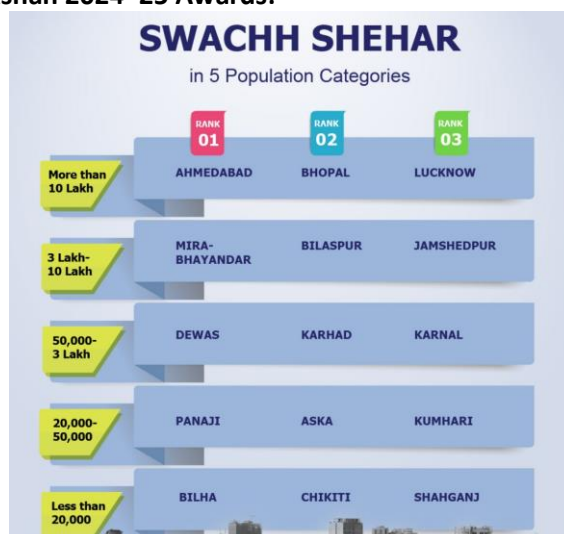 shan 2024-25 Awards:
SWACHH SHEHAR
in 5 Population Categories
RANK RANK RANK
01 02 03
More than
10 Lakh
AHMEDABAD BHOPAL LUCKNOW
3 Lakh-
10 Lakh
MIRA-
BHAYANDAR
BILASPUR JAMSHEDPUR
50,000-
3 Lakh
DEWAS KARHAD KARNAL
20,000-
50,000
PANAJI ASKA KUMHARI
Less than
20,000
BILHA CHIKITI SHAHGANJ